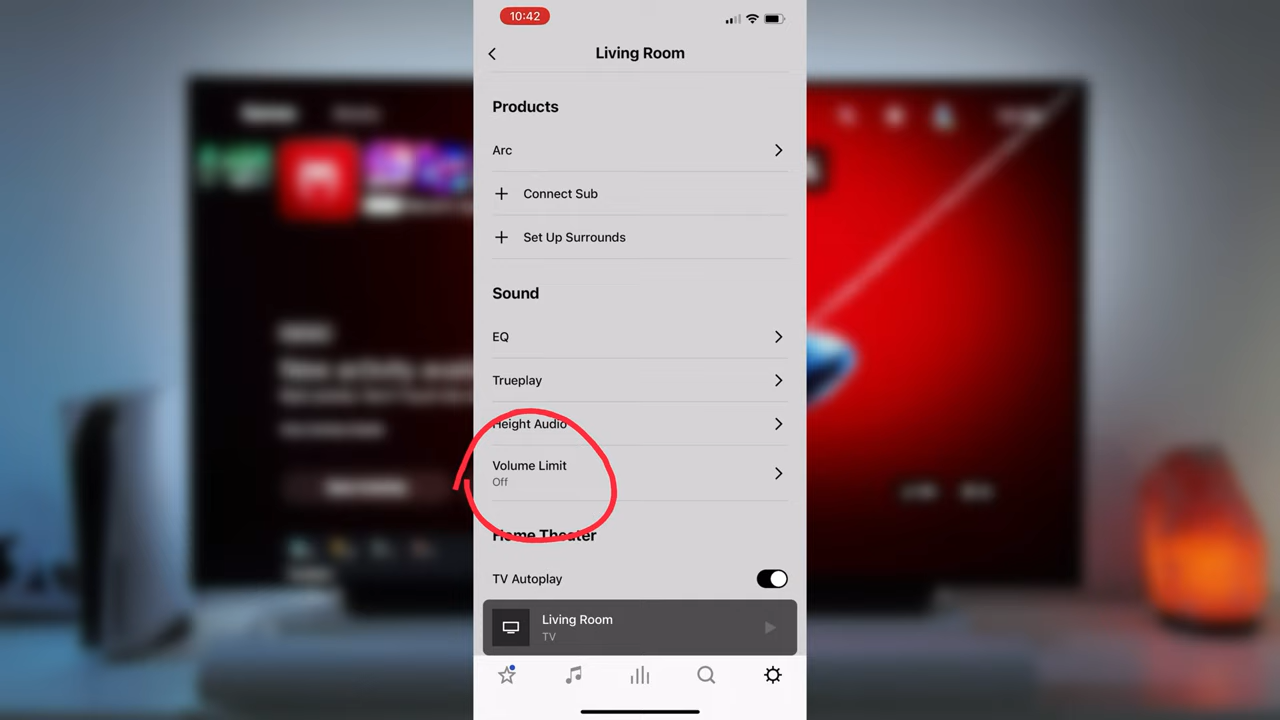 10:42
Living Room
Products
Arc
Connect Sub
Set Up Surrounds
Sound
EQ
Trueplay
Height Audio
Volume Limit
Off
Home Theater
TV Autoplay
Living Room
TV